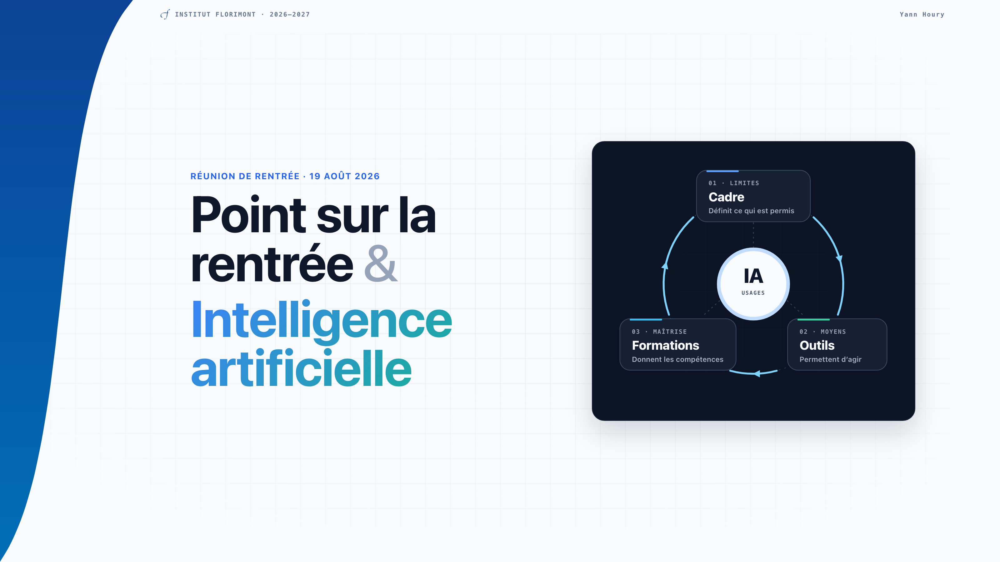 INSTITUT FLORIMONT · 2026–2027
Yann Houry
RÉUNION DE RENTRÉE · 19 AOÛT 2026
Point sur la
rentrée &
Intelligence
artificielle
01 · LIMITES
Cadre
Définit ce qui est permis
IA
USAGES
03 · MAÎTRISE
Formations
Donnent les compétences
02 · MOYENS
Outils
Permettent d’agir